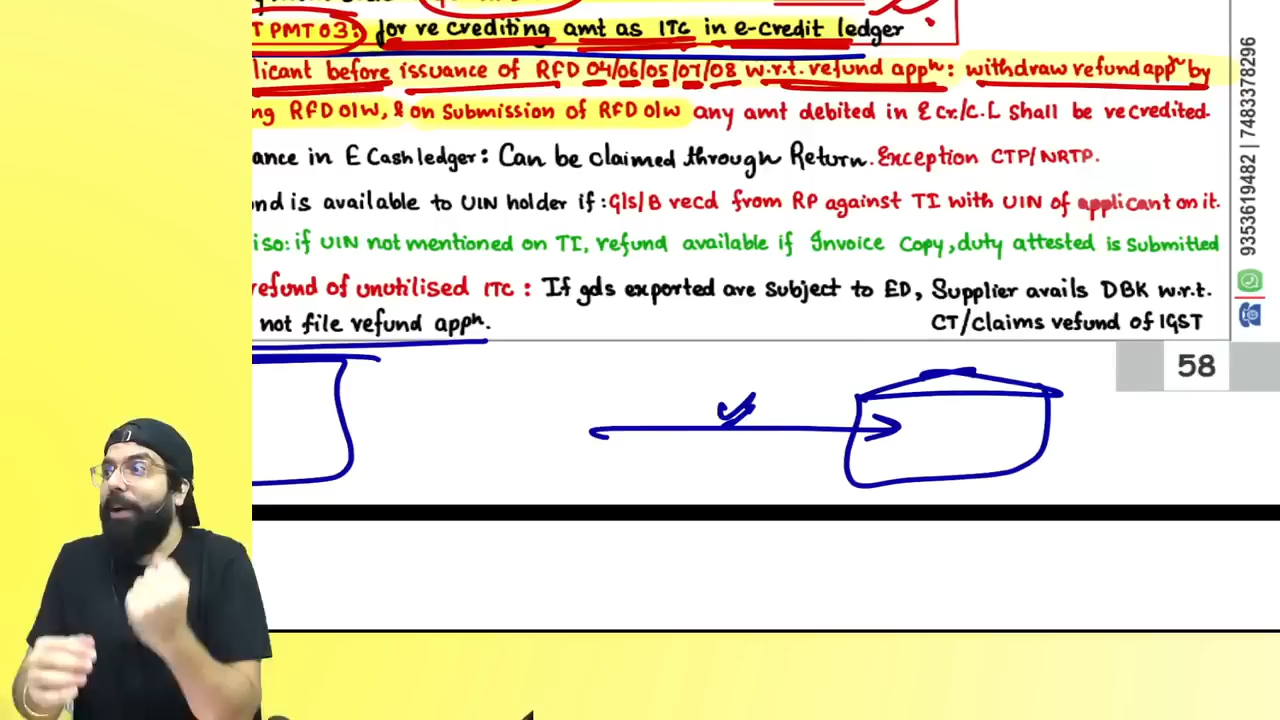 T PMT 03: for re crediting amt as ITC in e-credit ledger
licant before issuance of RFD 04/06/05/07/08 w.r.t. refund appⁿ: withdraw refund appⁿ by
ng RFD 01W, & on Submission of RFD 01W any amt debited in E Cr./C.L shall be recredited.
ance in E Cash ledger: Can be claimed through Return. Exception CTP/NRTP.
nd is available to UIN holder if: G/S/B recd from RP against TI with UIN of applicant on it.
iso: if UIN not mentioned on TI, refund available if Invoice Copy, duty attested is submitted
refund of unutilised ITC: If gds exported are subject to ED, Supplier avails DBK w.r.t.
not file refund appⁿ. CT/claims refund of IGST
58
9353619482 | 7483378296